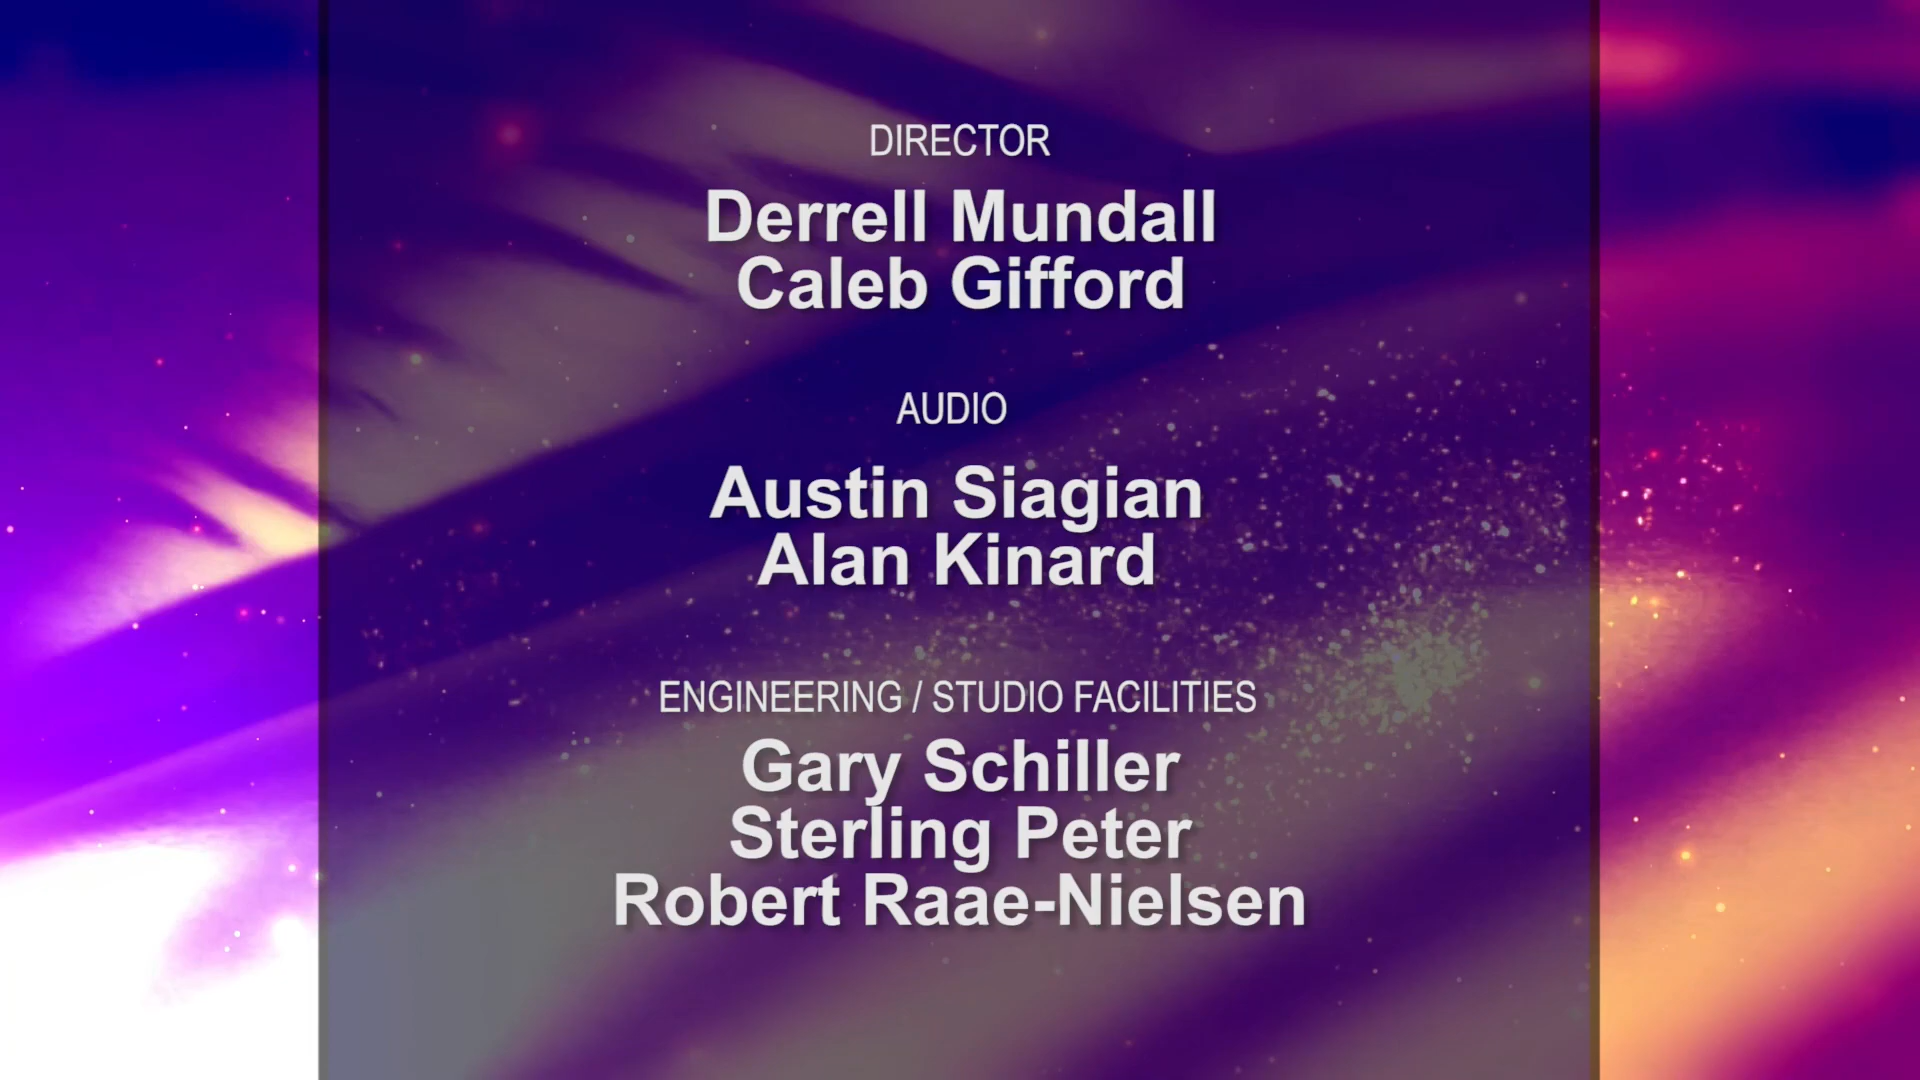 DIRECTOR
Derrell Mundall
Caleb Gifford
AUDIO
Austin Siagian
Alan Kinard
ENGINEERING / STUDIO FACILITIES
Gary Schiller
Sterling Peter
Robert Raae-Nielsen